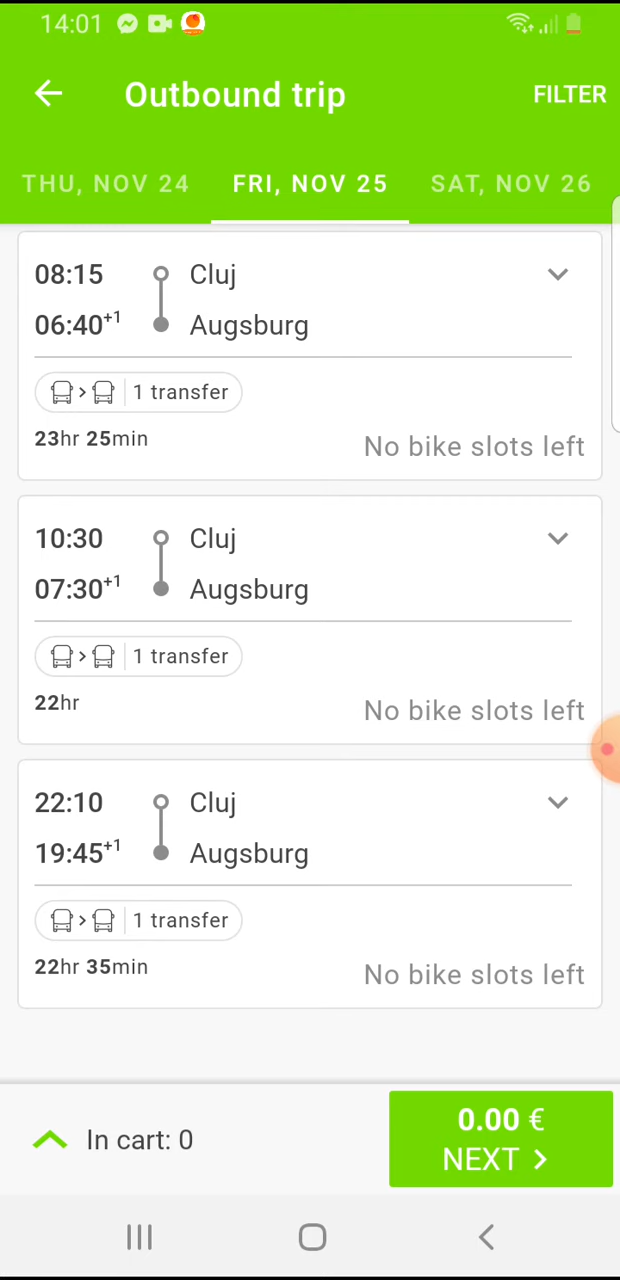 14:01
Outbound trip
FILTER
THU, NOV 24 FRI, NOV 25 SAT, NOV 26
08:15 Cluj
06:40+1 Augsburg
1 transfer
23hr 25min
No bike slots left
10:30 Cluj
07:30+1 Augsburg
1 transfer
22hr
No bike slots left
22:10 Cluj
19:45+1 Augsburg
1 transfer
22hr 35min
No bike slots left
0.00 €
In cart: 0
NEXT